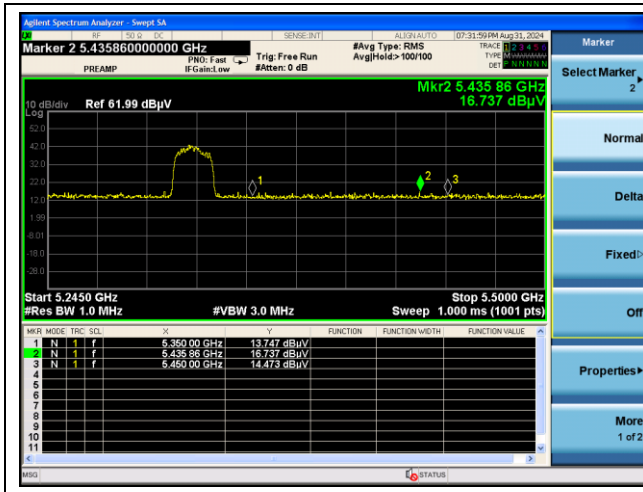 Agilent Spectrum Analyzer - Swept SA
RF 50 Ω DC SENSE:INT ALIGN AUTO 07:31:59 PM Aug 31, 2024
Marker 2 5.435860000000 GHz
PREAMP
PNO: Fast
IFGain:Low
Trig: Free Run
#Atten: 0 dB
#Avg Type: RMS
Avg|Hold:>100/100
TRACE 1 2 3 4 5 6
TYPE
DET P N N N N N
Mkr2 5.435 86 GHz
16.737 dBµV
10 dB/div Ref 61.99 dBµV
Log
52.0
42.0
32.0
22.0
12.0
1.99
-8.01
-18.0
-28.0
1
2
3
Start 5.2450 GHz Stop 5.5000 GHz
#Res BW 1.0 MHz #VBW 3.0 MHz Sweep 1.000 ms (1001 pts)
MKR MODE TRC SCL X Y FUNCTION FUNCTION WIDTH FUNCTION VALUE
1 N 1 f 5.350 00 GHz 13.747 dBµV
2 N 1 f 5.435 86 GHz 16.737 dBµV
3 N 1 f 5.450 00 GHz 14.473 dBµV
4
5
6
7
8
9
10
11
MSG STATUS
Marker
Select Marker
2
Normal
Delta
Fixed
Off
Properties
More
1 of 2